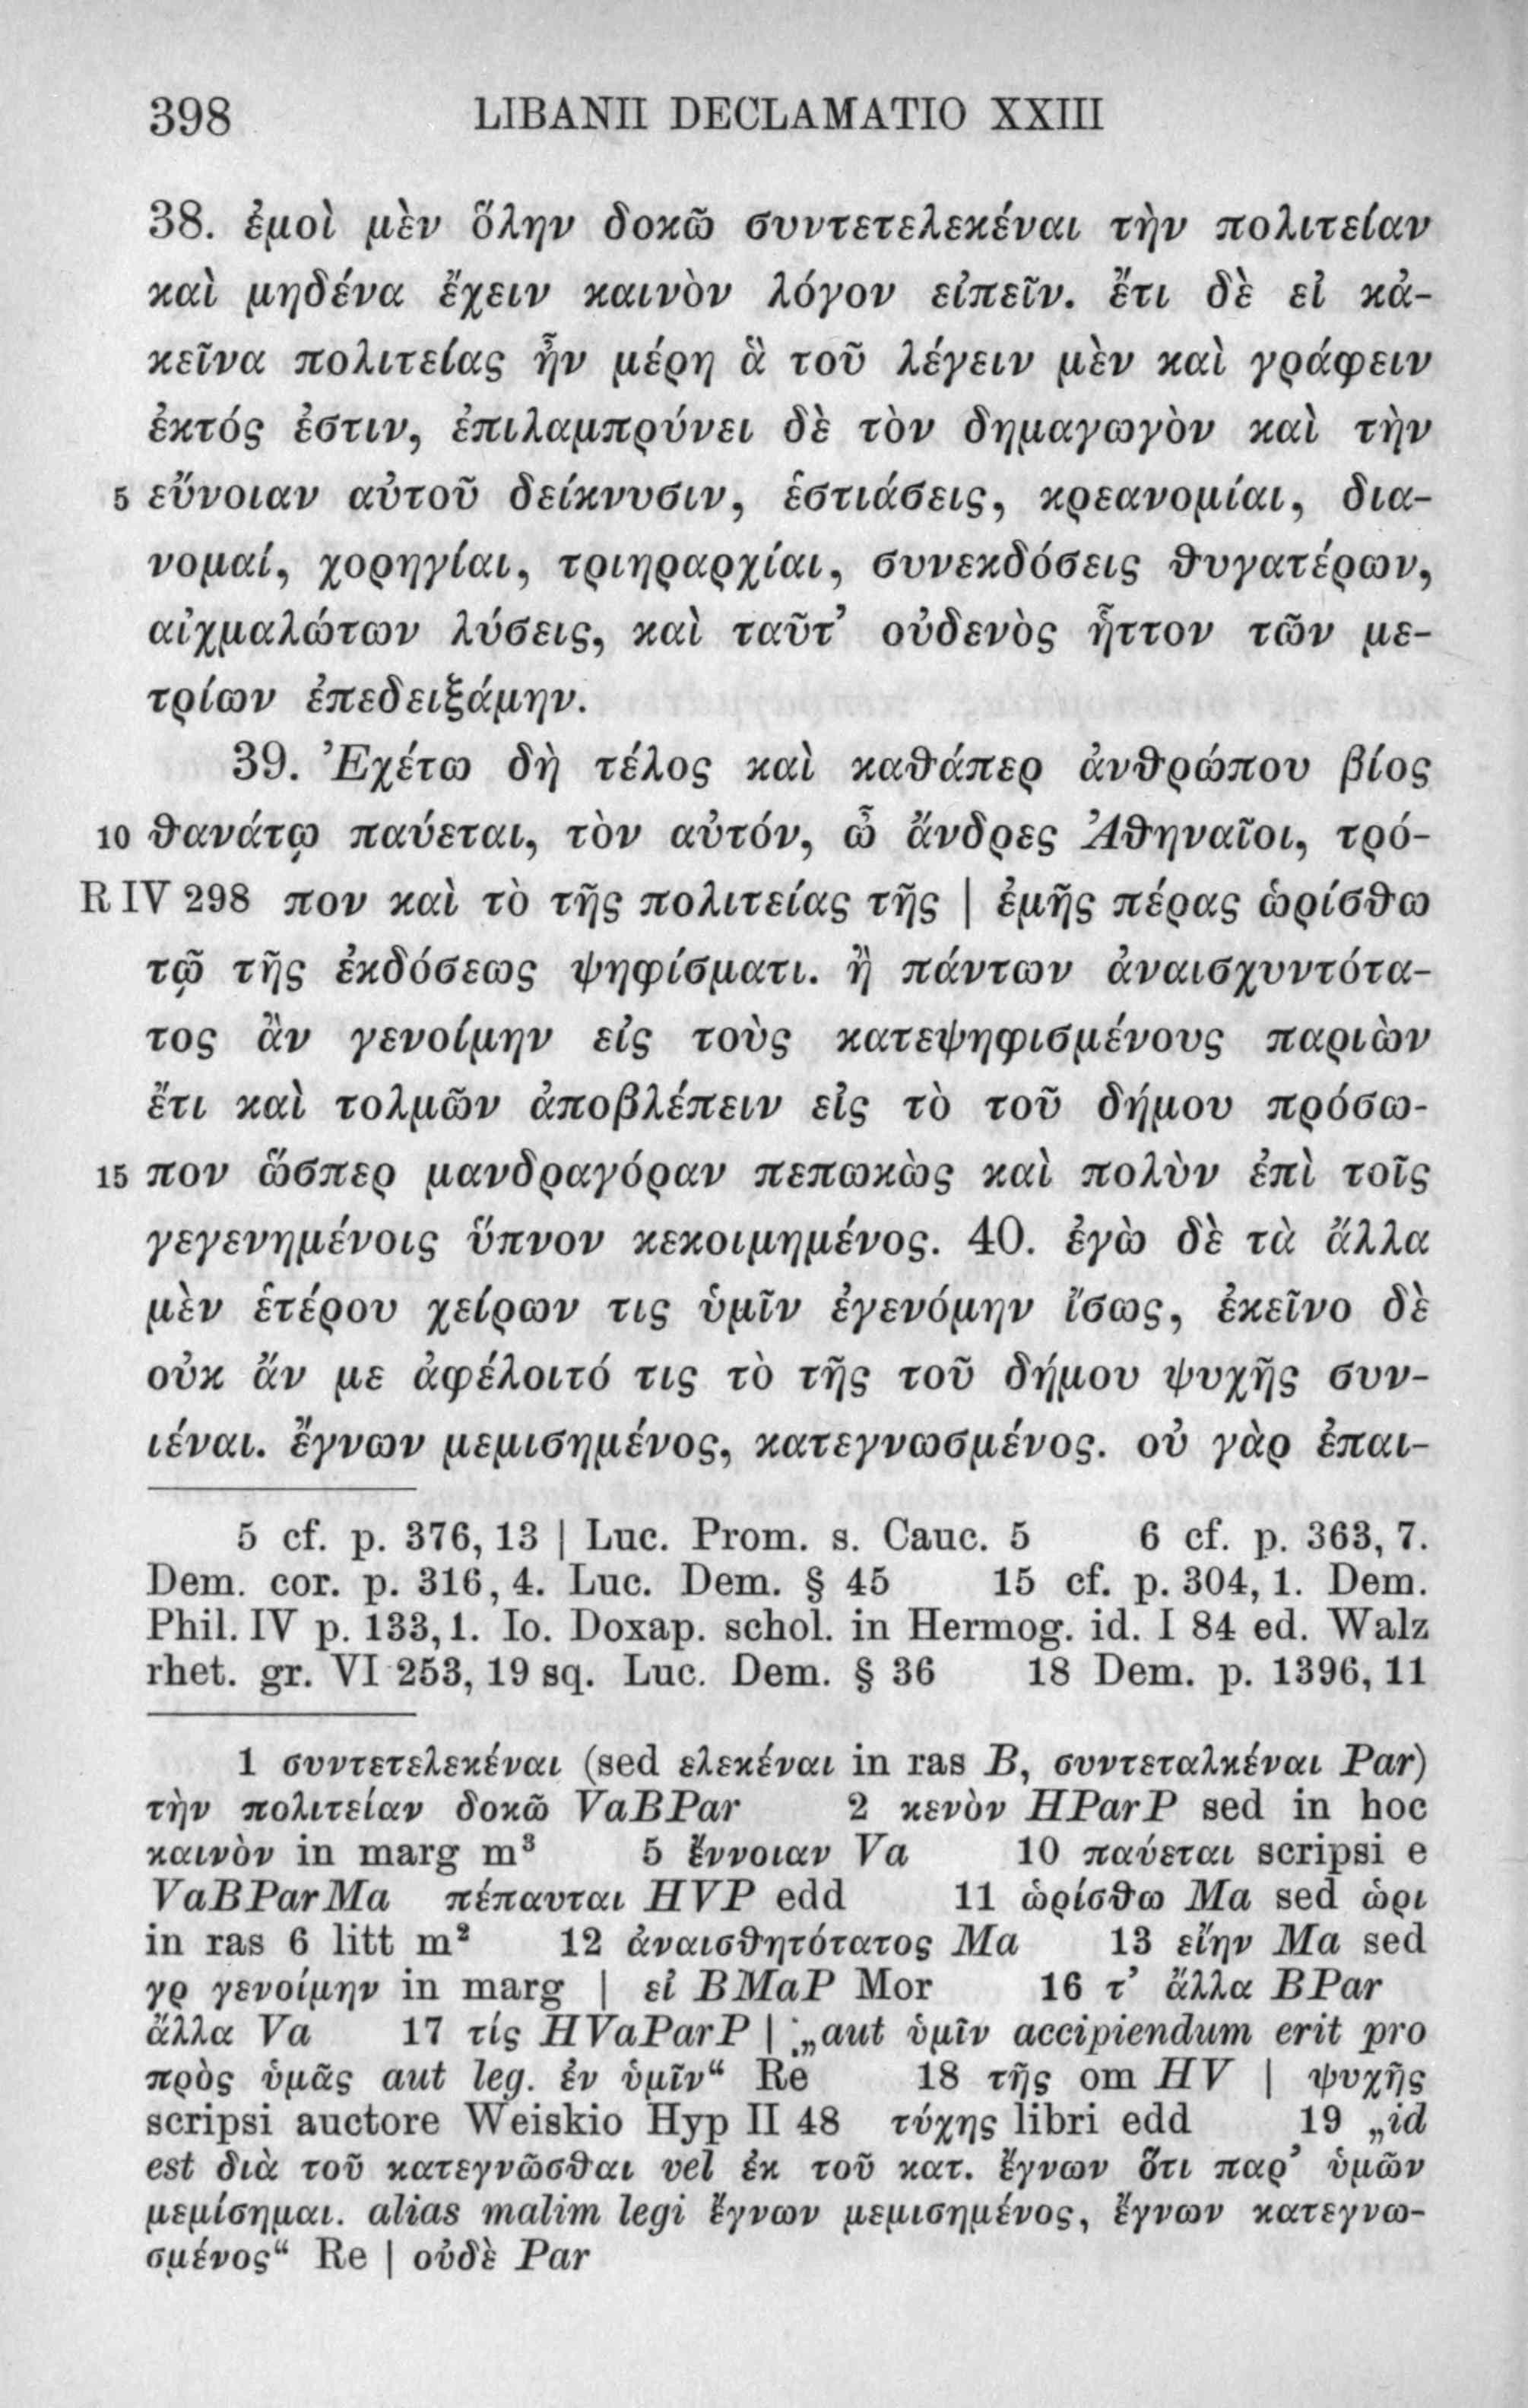 398 LIBANII DECLAMATIO XXIII
38. ἐμοὶ μὲν ὅλην δοκῶ συντετελεκέναι τὴν πολιτείαν
καὶ μηδένα ἔχειν καινὸν λόγον εἰπεῖν. ἔτι δὲ εἰ κἀ-
κεῖνα πολιτείας ἦν μέρη ἃ τοῦ λέγειν μὲν καὶ γράφειν
ἐκτός ἐστιν, ἐπιλαμπρύνει δὲ τὸν δημαγωγὸν καὶ τὴν
5 εὔνοιαν αὐτοῦ δείκνυσιν, ἑστιάσεις, κρεανομίαι, δια-
νομαί, χορηγίαι, τριηραρχίαι, συνεκδόσεις θυγατέρων,
αἰχμαλώτων λύσεις, καὶ ταῦτ’ οὐδενὸς ἧττον τῶν με-
τρίων ἐπεδειξάμην.
39. Ἐχέτω δὴ τέλος καὶ καθάπερ ἀνθρώπου βίος
10 θανάτῳ παύεται, τὸν αὐτόν, ὦ ἄνδρες Ἀθηναῖοι, τρό-
R IV 298 πον καὶ τὸ τῆς πολιτείας τῆς | ἐμῆς πέρας ὡρίσθω
τῷ τῆς ἐκδόσεως ψηφίσματι. ἢ πάντων ἀναισχυντότα-
τος ἂν γενοίμην εἰς τοὺς κατεψηφισμένους παριὼν
ἔτι καὶ τολμῶν ἀποβλέπειν εἰς τὸ τοῦ δήμου πρόσω-
15 πον ὥσπερ μανδραγόραν πεπωκὼς καὶ πολὺν ἐπὶ τοῖς
γεγενημένοις ὕπνον κεκοιμημένος. 40. ἐγὼ δὲ τὰ ἄλλα
μὲν ἑτέρου χείρων τις ὑμῖν ἐγενόμην ἴσως, ἐκεῖνο δὲ
οὐκ ἄν με ἀφέλοιτό τις τὸ τῆς τοῦ δήμου ψυχῆς συν-
ιέναι. ἔγνων μεμισημένος, κατεγνωσμένος. οὐ γὰρ ἐπαι-
5 cf. p. 376, 13 | Luc. Prom. s. Cauc. 5 6 cf. p. 363, 7.
Dem. cor. p. 316, 4. Luc. Dem. § 45 15 cf. p. 304, 1. Dem.
Phil. IV p. 133, 1. Io. Doxap. schol. in Hermog. id. I 84 ed. Walz
rhet. gr. VI 253, 19 sq. Luc. Dem. § 36 18 Dem. p. 1396, 11
1 συντετελεκέναι (sed ελεκέναι in ras B, συντεταλκέναι Par)
τὴν πολιτείαν δοκῶ VaBPar 2 κενὸν HParP sed in hoc
καινὸν in marg m³ 5 ἔννοιαν Va 10 παύεται scripsi e
VaBParMa πέπαυται HVP edd 11 ὡρίσθω Ma sed ὡρι
in ras 6 litt m² 12 ἀναισθητότατος Ma 13 εἴην Ma sed
γρ γενοίμην in marg | εἰ BMaP Mor 16 τ’ ἄλλα BPar
ἄλλα Va 17 τίς HVaParP | „aut ὑμῖν accipiendum erit pro
πρὸς ὑμᾶς aut leg. ἐν ὑμῖν“ Re 18 τῆς om HV | ψυχῆς
scripsi auctore Weiskio Hyp II 48 τύχης libri edd 19 „id
est διὰ τοῦ κατεγνῶσθαι vel ἐκ τοῦ κατ. ἔγνων ὅτι παρ’ ὑμῶν
μεμίσημαι. alias malim legi ἔγνων μεμισημένος, ἔγνων κατεγνω-
σμένος“ Re | οὐδὲ Par